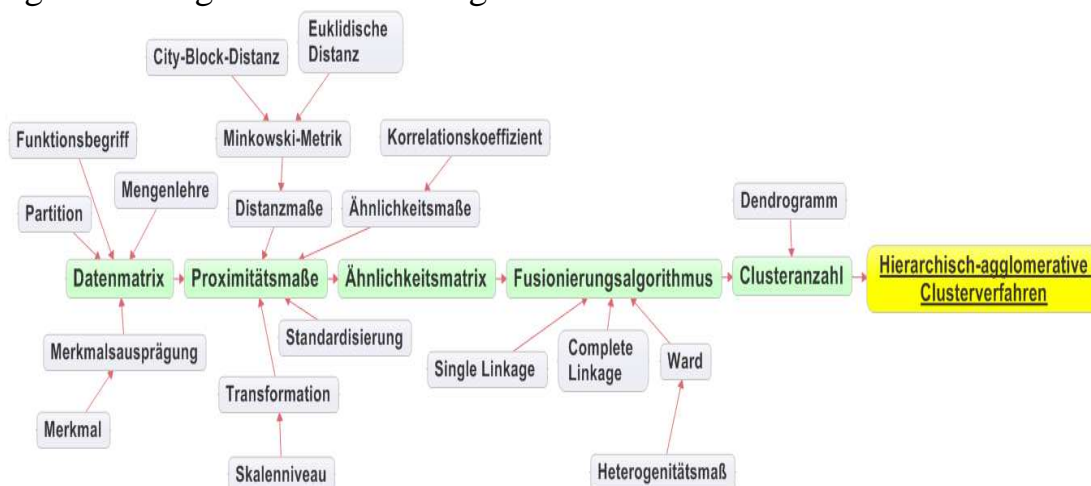 Euklidische
Distanz
City-Block-Distanz
Funktionsbegriff
Minkowski-Metrik
Korrelationskoeffizient
Mengenlehre
Partition
Distanzmaße
Ähnlichkeitsmaße
Dendrogramm
Datenmatrix
Proximitätsmaße
Ähnlichkeitsmatrix
Fusionierungsalgorithmus
Clusteranzahl
Hierarchisch-agglomerative
Clusterverfahren
Merkmalsausprägung
Standardisierung
Single Linkage
Complete
Linkage
Ward
Transformation
Merkmal
Skalenniveau
Heterogenitätsmaß